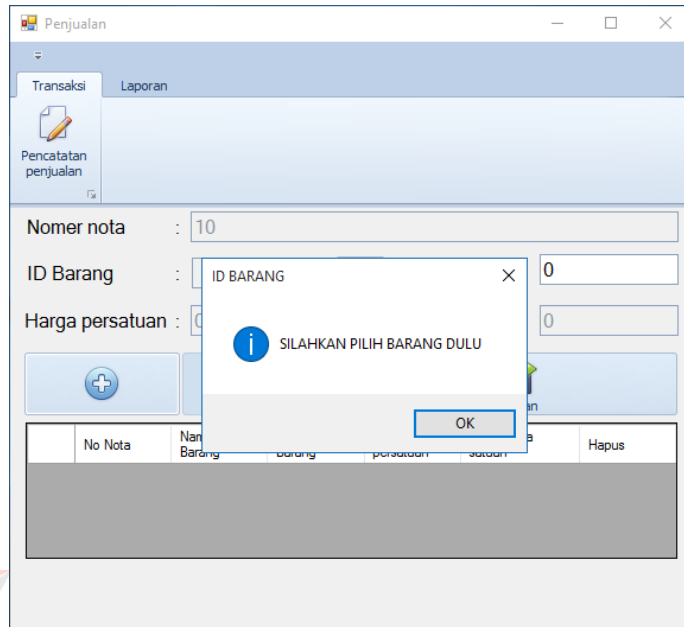 Penjualan
Transaksi Laporan
Pencatatan
penjualan
Nomer nota : 10
ID Barang : 0
Harga persatuan : 0
ID BARANG
SILAHKAN PILIH BARANG DULU
OK
No Nota
Barang
Hapus